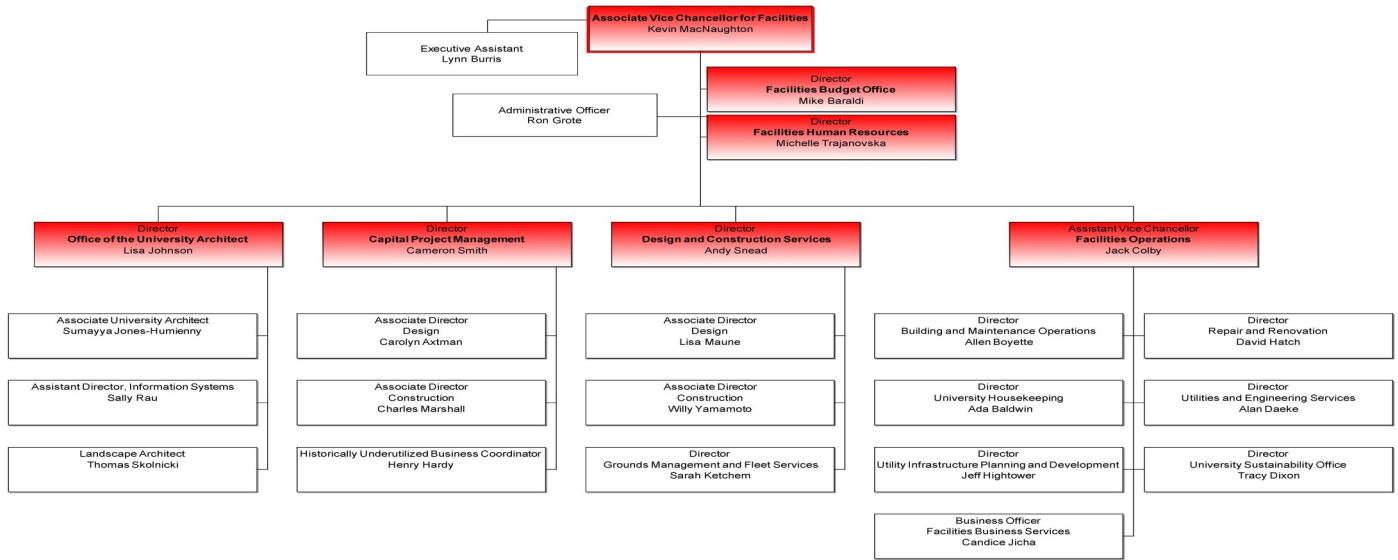 Associate Vice Chancellor for Facilities
Kevin MacNaughton
Executive Assistant
Lynn Burris
Director
Facilities Budget Office
Mike Baraldi
Administrative Officer
Ron Grote
Director
Facilities Human Resources
Michelle Trajanovska
Director
Office of the University Architect
Lisa Johnson
Director
Capital Project Management
Cameron Smith
Director
Design and Construction Services
Andy Snead
Assistant Vice Chancellor
Facilities Operations
Jack Colby
Associate University Architect
Sumayya Jones-Humienny
Assistant Director, Information Systems
Sally Rau
Landscape Architect
Thomas Skolnicki
Associate Director
Design
Carolyn Axtman
Associate Director
Construction
Charles Marshall
Historically Underutilized Business Coordinator
Henry Hardy
Associate Director
Design
Lisa Maune
Associate Director
Construction
Willy Yamamoto
Director
Grounds Management and Fleet Services
Sarah Ketchem
Director
Building and Maintenance Operations
Allen Boyette
Director
Repair and Renovation
David Hatch
Director
University Housekeeping
Ada Baldwin
Director
Utilities and Engineering Services
Alan Daeke
Director
Utility Infrastructure Planning and Development
Jeff Hightower
Director
University Sustainability Office
Tracy Dixon
Business Officer
Facilities Business Services
Candice Jicha